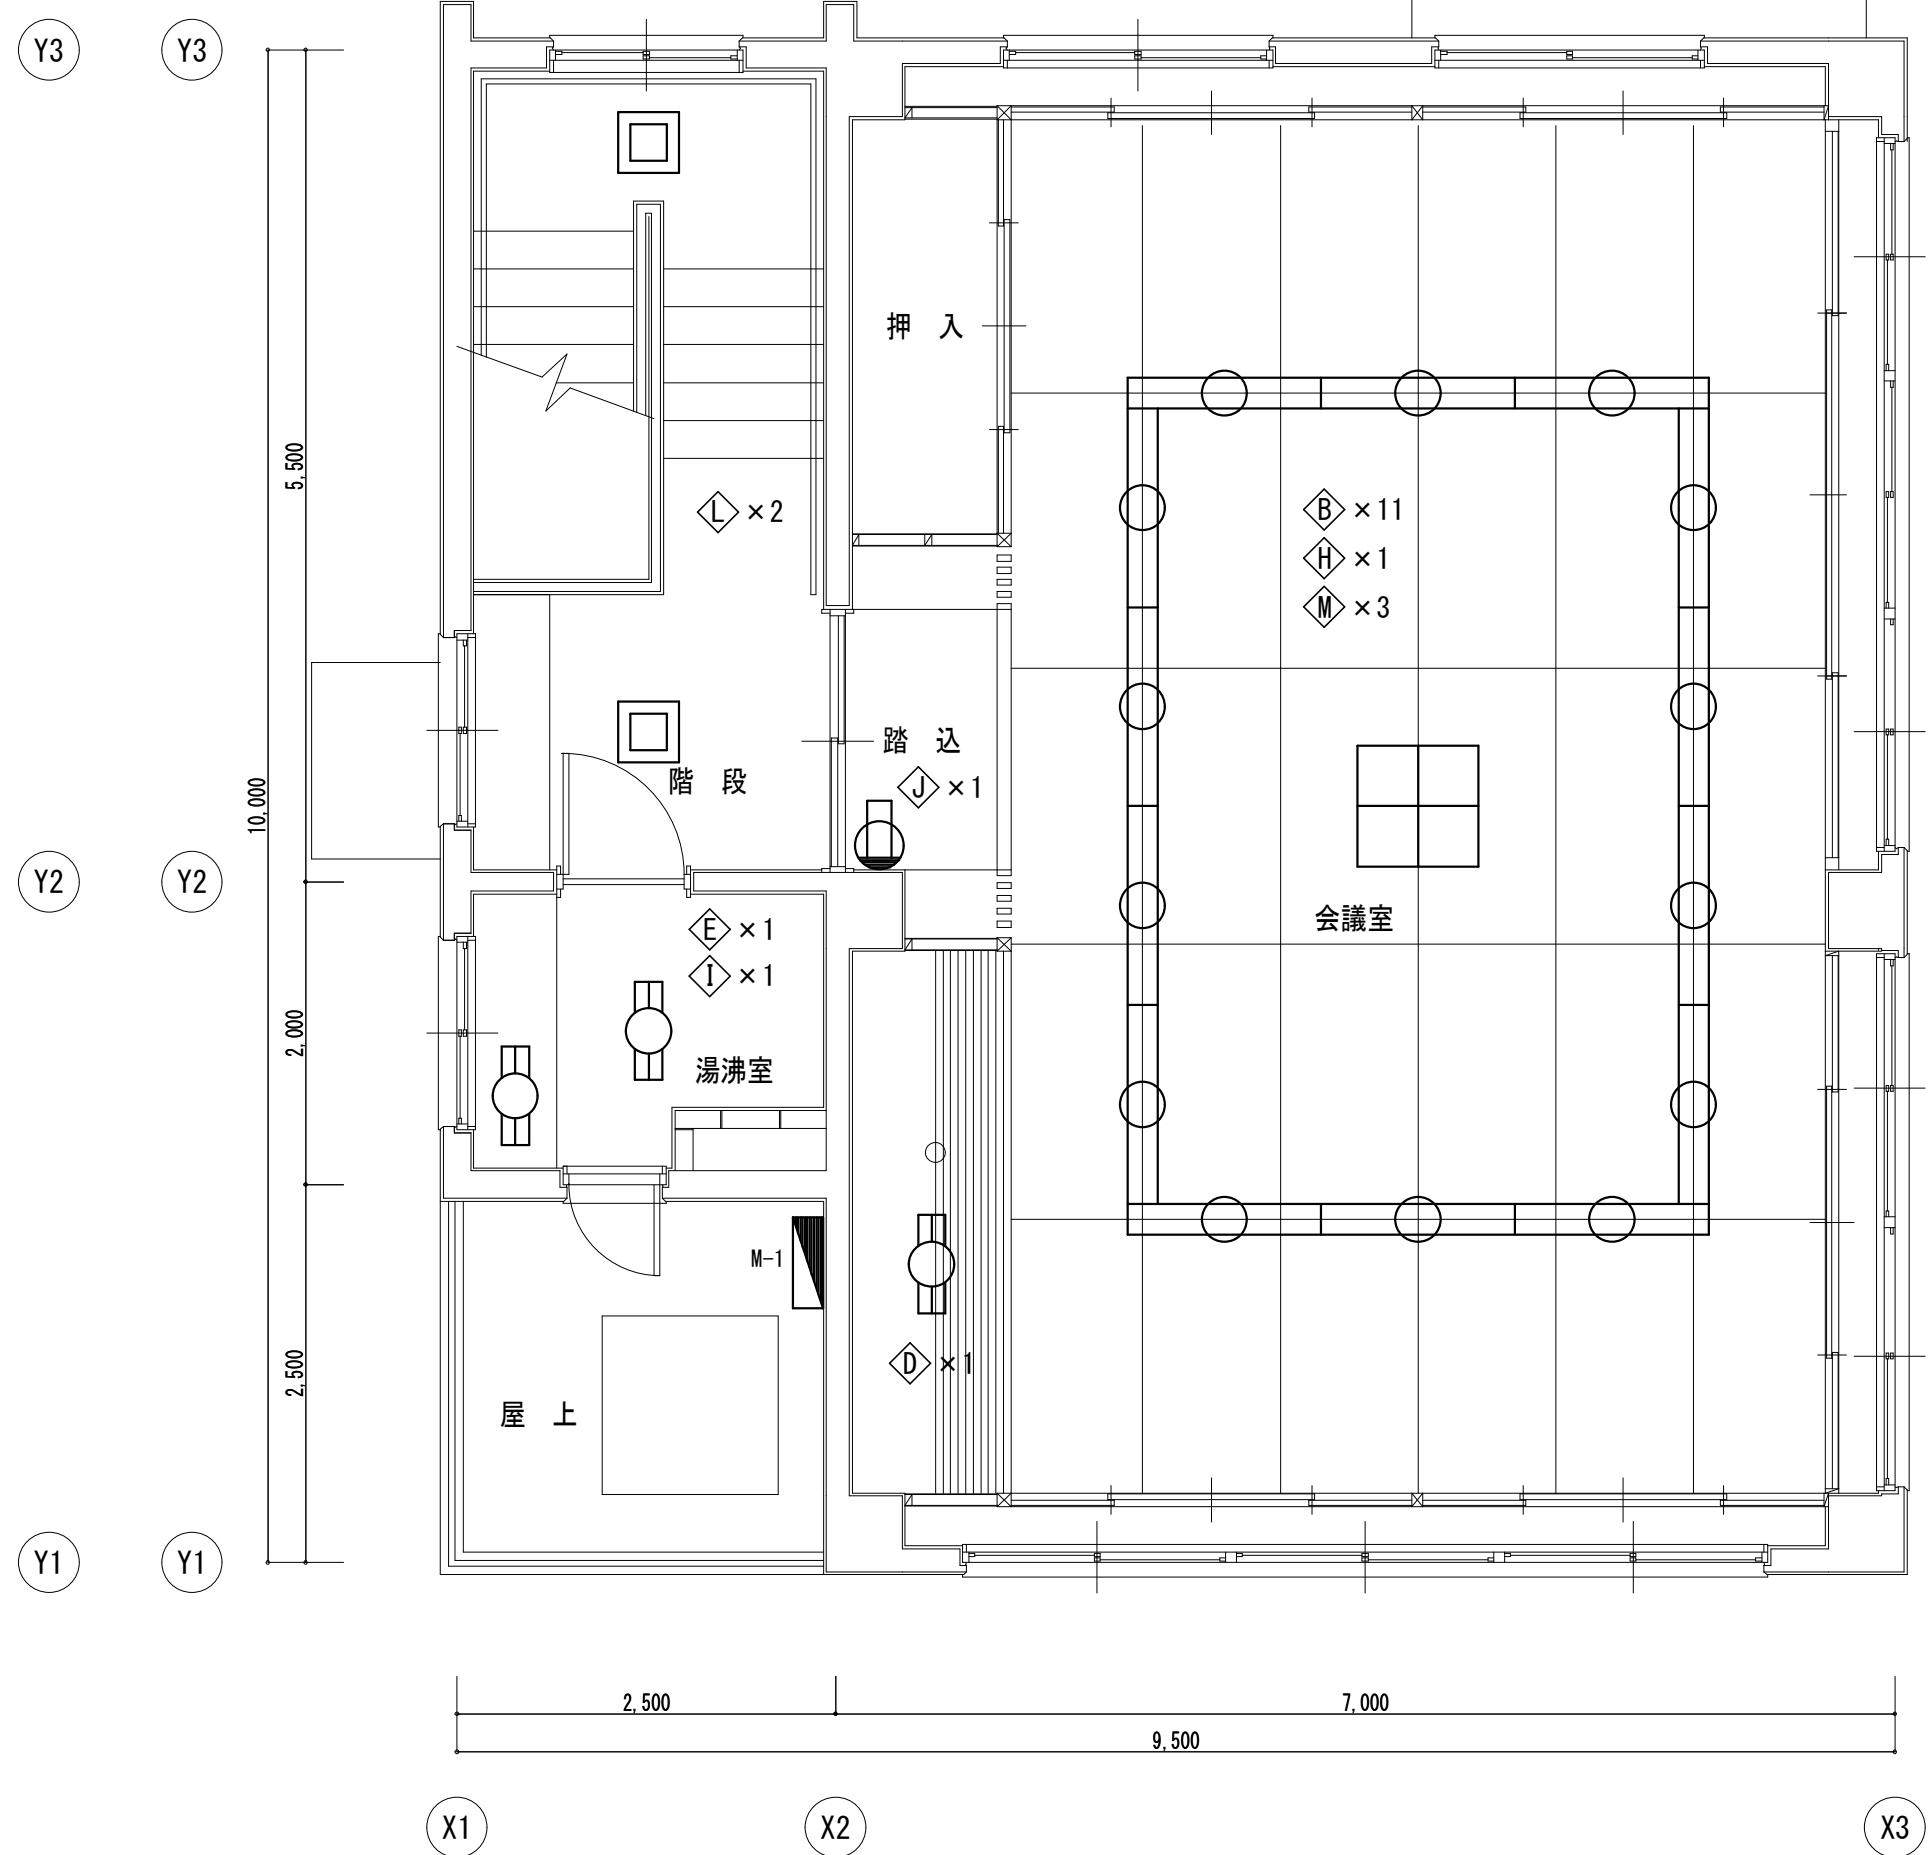 Y3 Y3
5,500
10,000
押 入
L ×2
B ×11
H ×1
M ×3
踏 込
J ×1
階 段
Y2 Y2
会議室
E ×1
I ×1
2,000
湯沸室
M-1
D ×1
2,500
屋 上
Y1 Y1
2,500 7,000
9,500
X1 X2 X3